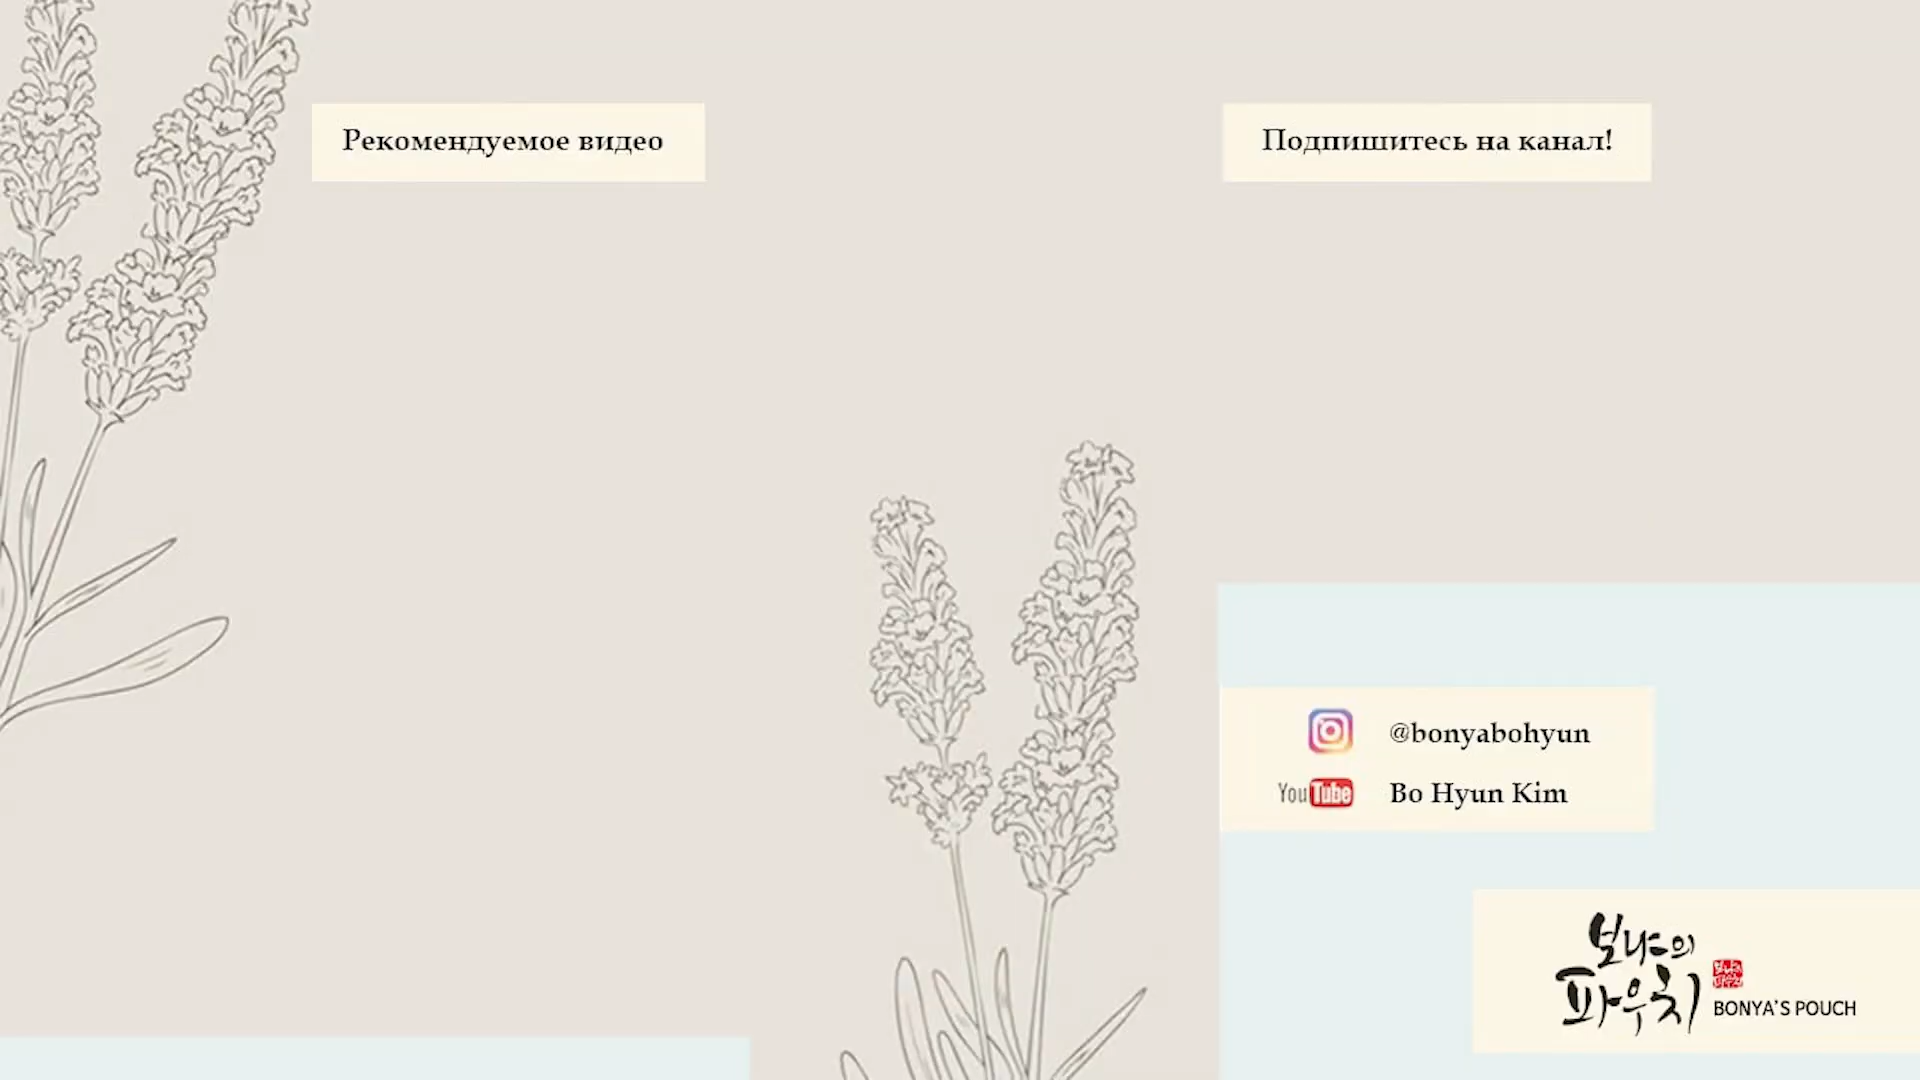 Рекомендуемое видео
Подпишитесь на канал!
@bonyabohyun
YouTube
Bo Hyun Kim
보냐의
파우치
BONYA'S POUCH